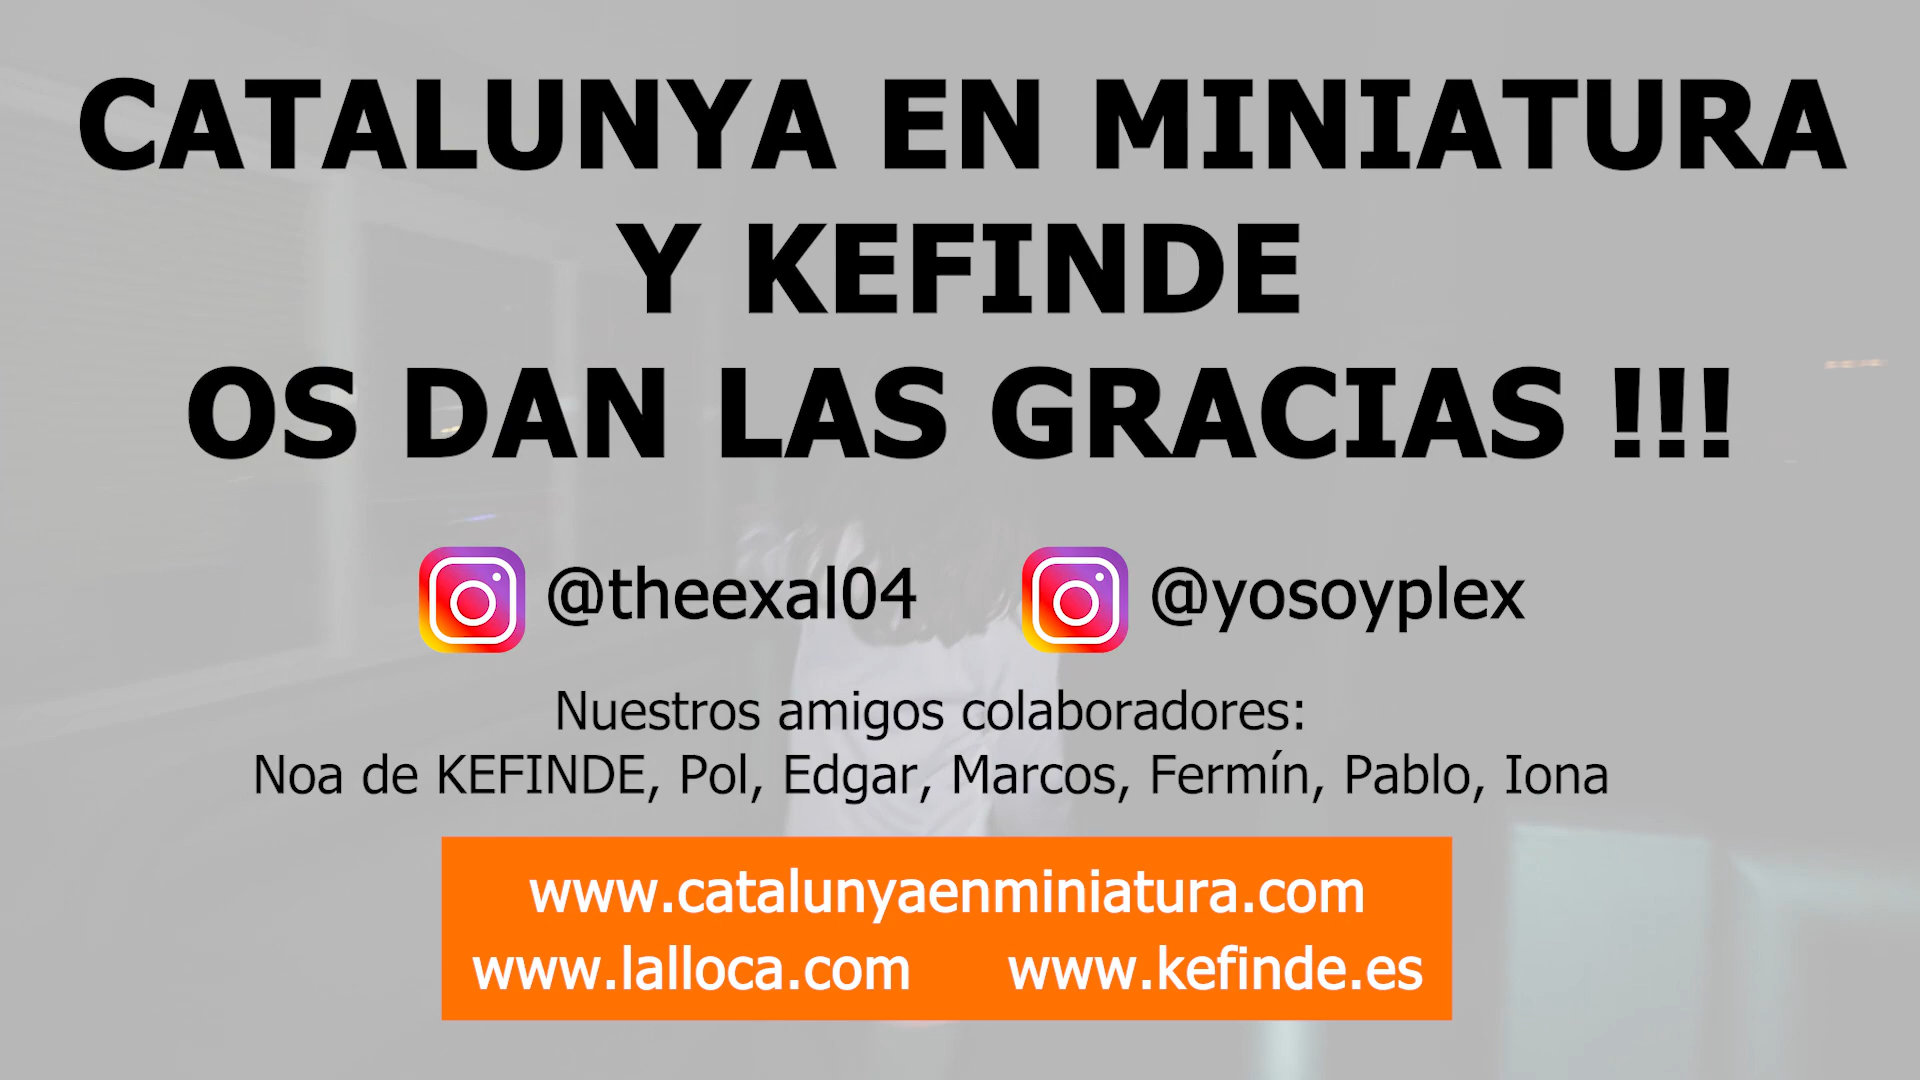 CATALUNYA EN MINIATURA
Y KEFINDE
OS DAN LAS GRACIAS !!!
@theexal04 @yosoyplex
Nuestros amigos colaboradores:
Noa de KEFINDE, Pol, Edgar, Marcos, Fermín, Pablo, Iona
www.catalunyaenminiatura.com
www.lalloca.com www.kefinde.es